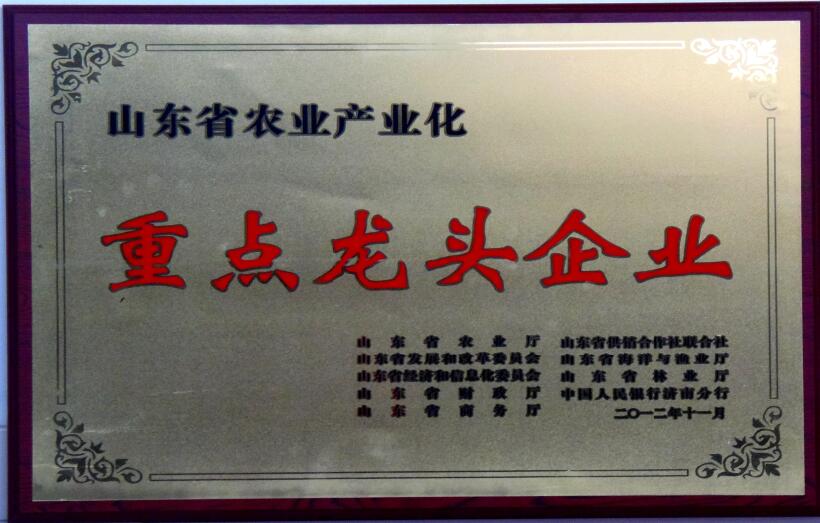 山东省农业产业化
重点龙头企业
山东省农业厅 山东省供销合作社联合社
山东省发展和改革委员会 山东省海洋与渔业厅
山东省经济和信息化委员会 山东省林业厅
山东省财政厅 中国人民银行济南分行
山东省商务厅 二〇一二年十一月